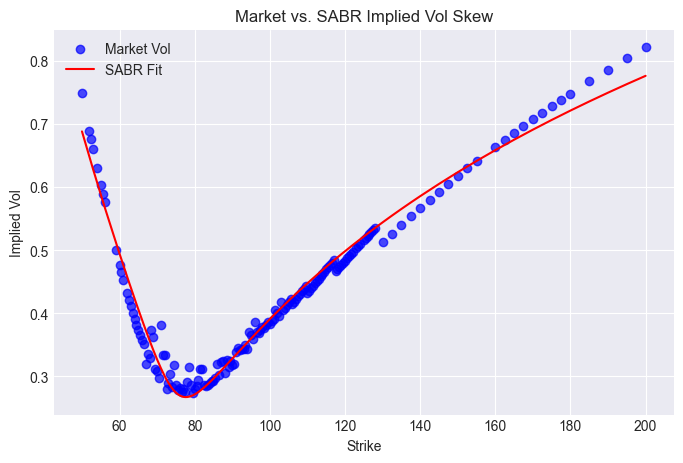 Market vs. SABR Implied Vol Skew
Market Vol
SABR Fit
0.8
0.7
0.6
0.5
0.4
0.3
Implied Vol
60 80 100 120 140 160 180 200
Strike